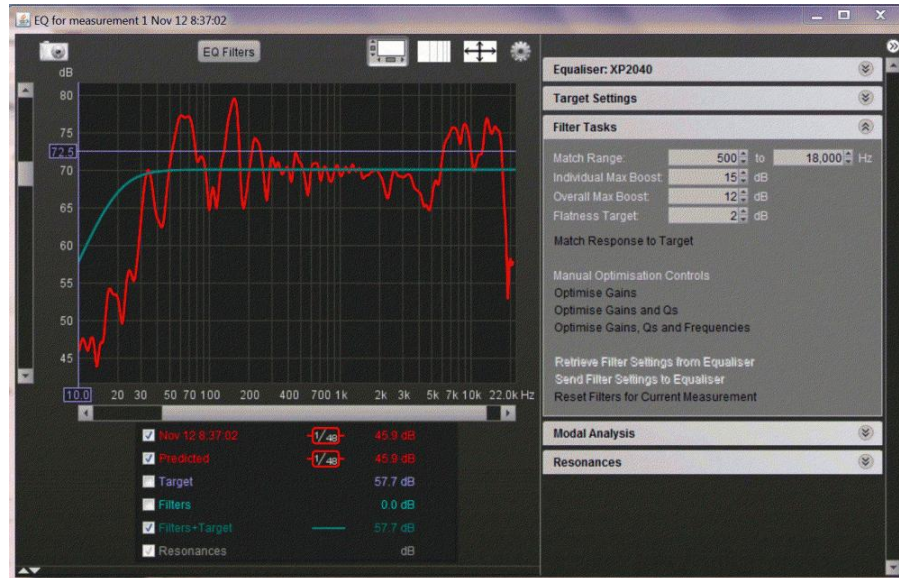 EQ for measurement 1 Nov 12 8:37:02
EQ Filters
dB
80
75
72.5
70
65
60
55
50
45
10.0 20 30 50 70 100 200 400 700 1k 2k 3k 5k 7k 10k 22.0k Hz
Nov 12 8:37:02 1/48 45.9 dB
Predicted 1/48 45.9 dB
Target 57.7 dB
Filters 0.0 dB
Filters+Target 57.7 dB
Resonances dB
Equaliser: XP2040
Target Settings
Filter Tasks
Match Range: 500 to 18,000 Hz
Individual Max Boost: 15 dB
Overall Max Boost: 12 dB
Flatness Target: 2 dB
Match Response to Target
Manual Optimisation Controls
Optimise Gains
Optimise Gains and Qs
Optimise Gains, Qs and Frequencies
Retrieve Filter Settings from Equaliser
Send Filter Settings to Equaliser
Reset Filters for Current Measurement
Modal Analysis
Resonances